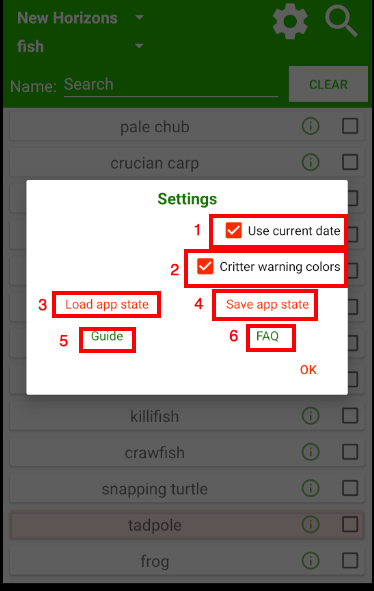 New Horizons
fish
Name: Search CLEAR
pale chub
crucian carp
Settings
1 Use current date
2 Critter warning colors
3 Load app state 4 Save app state
5 Guide 6 FAQ
OK
killifish
crawfish
snapping turtle
tadpole
frog